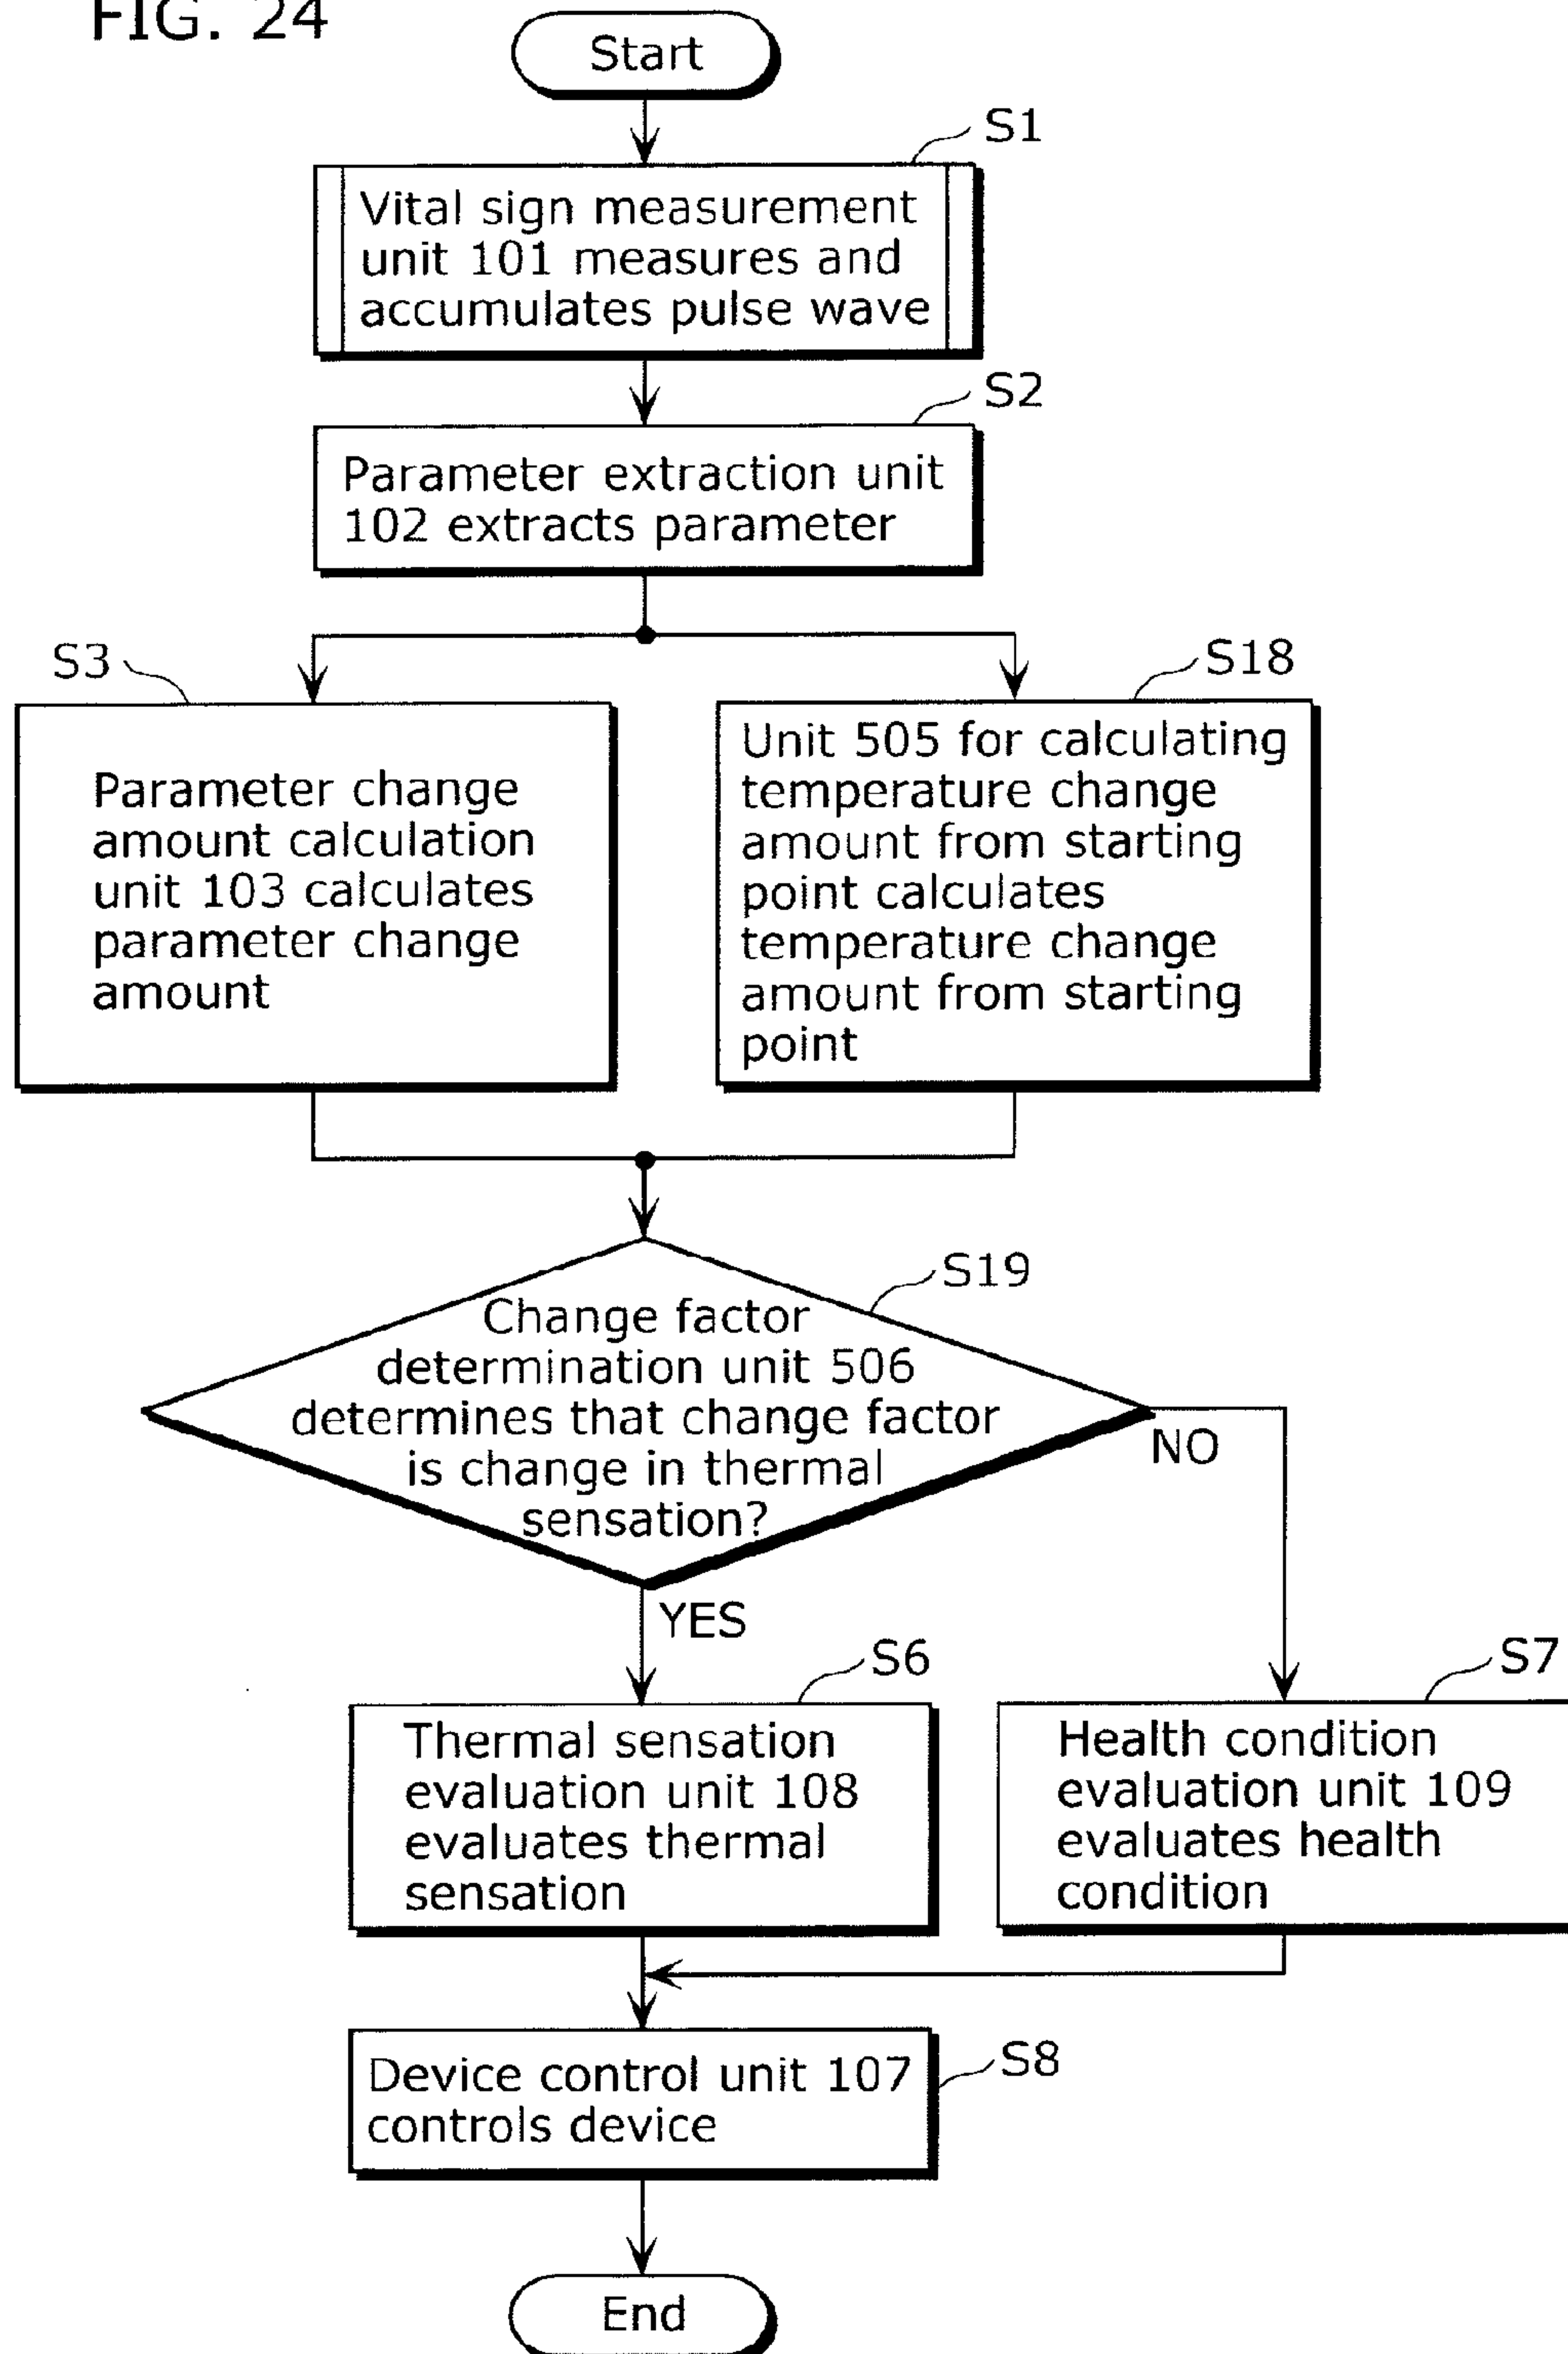 FIG. 24
Start
S1
Vital sign measurement
unit 101 measures and
accumulates pulse wave
S2
Parameter extraction unit
102 extracts parameter
S3
Parameter change
amount calculation
unit 103 calculates
parameter change
amount
S18
Unit 505 for calculating
temperature change
amount from starting
point calculates
temperature change
amount from starting
point
S19
Change factor
determination unit 506
determines that change factor
is change in thermal
sensation?
NO
YES
S6
Thermal sensation
evaluation unit 108
evaluates thermal
sensation
S7
Health condition
evaluation unit 109
evaluates health
condition
Device control unit 107
controls device
S8
End